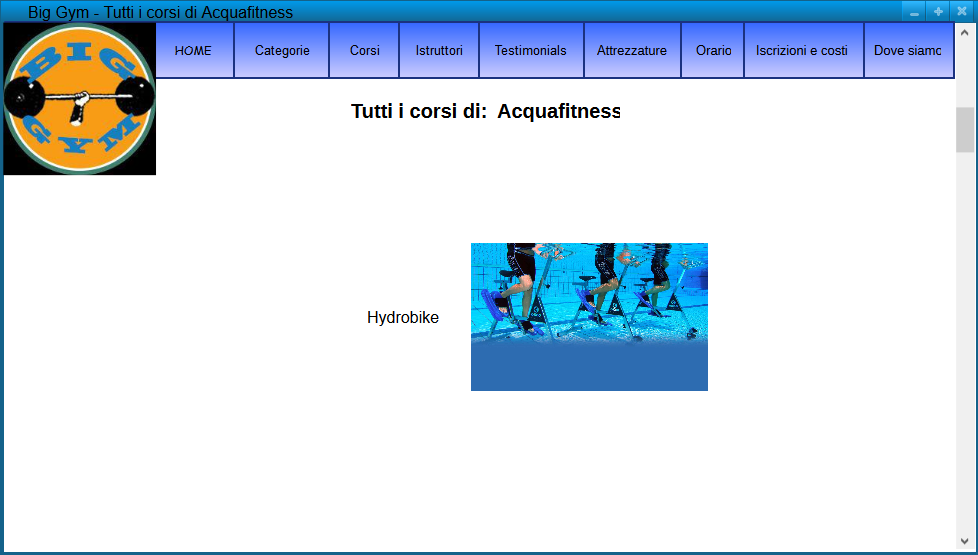 Big Gym - Tutti i corsi di Acquafitness
BIG
GYM
HOME
Categorie
Corsi
Istruttori
Testimonials
Attrezzature
Orario
Iscrizioni e costi
Dove siamo
Tutti i corsi di: Acquafitness
Hydrobike